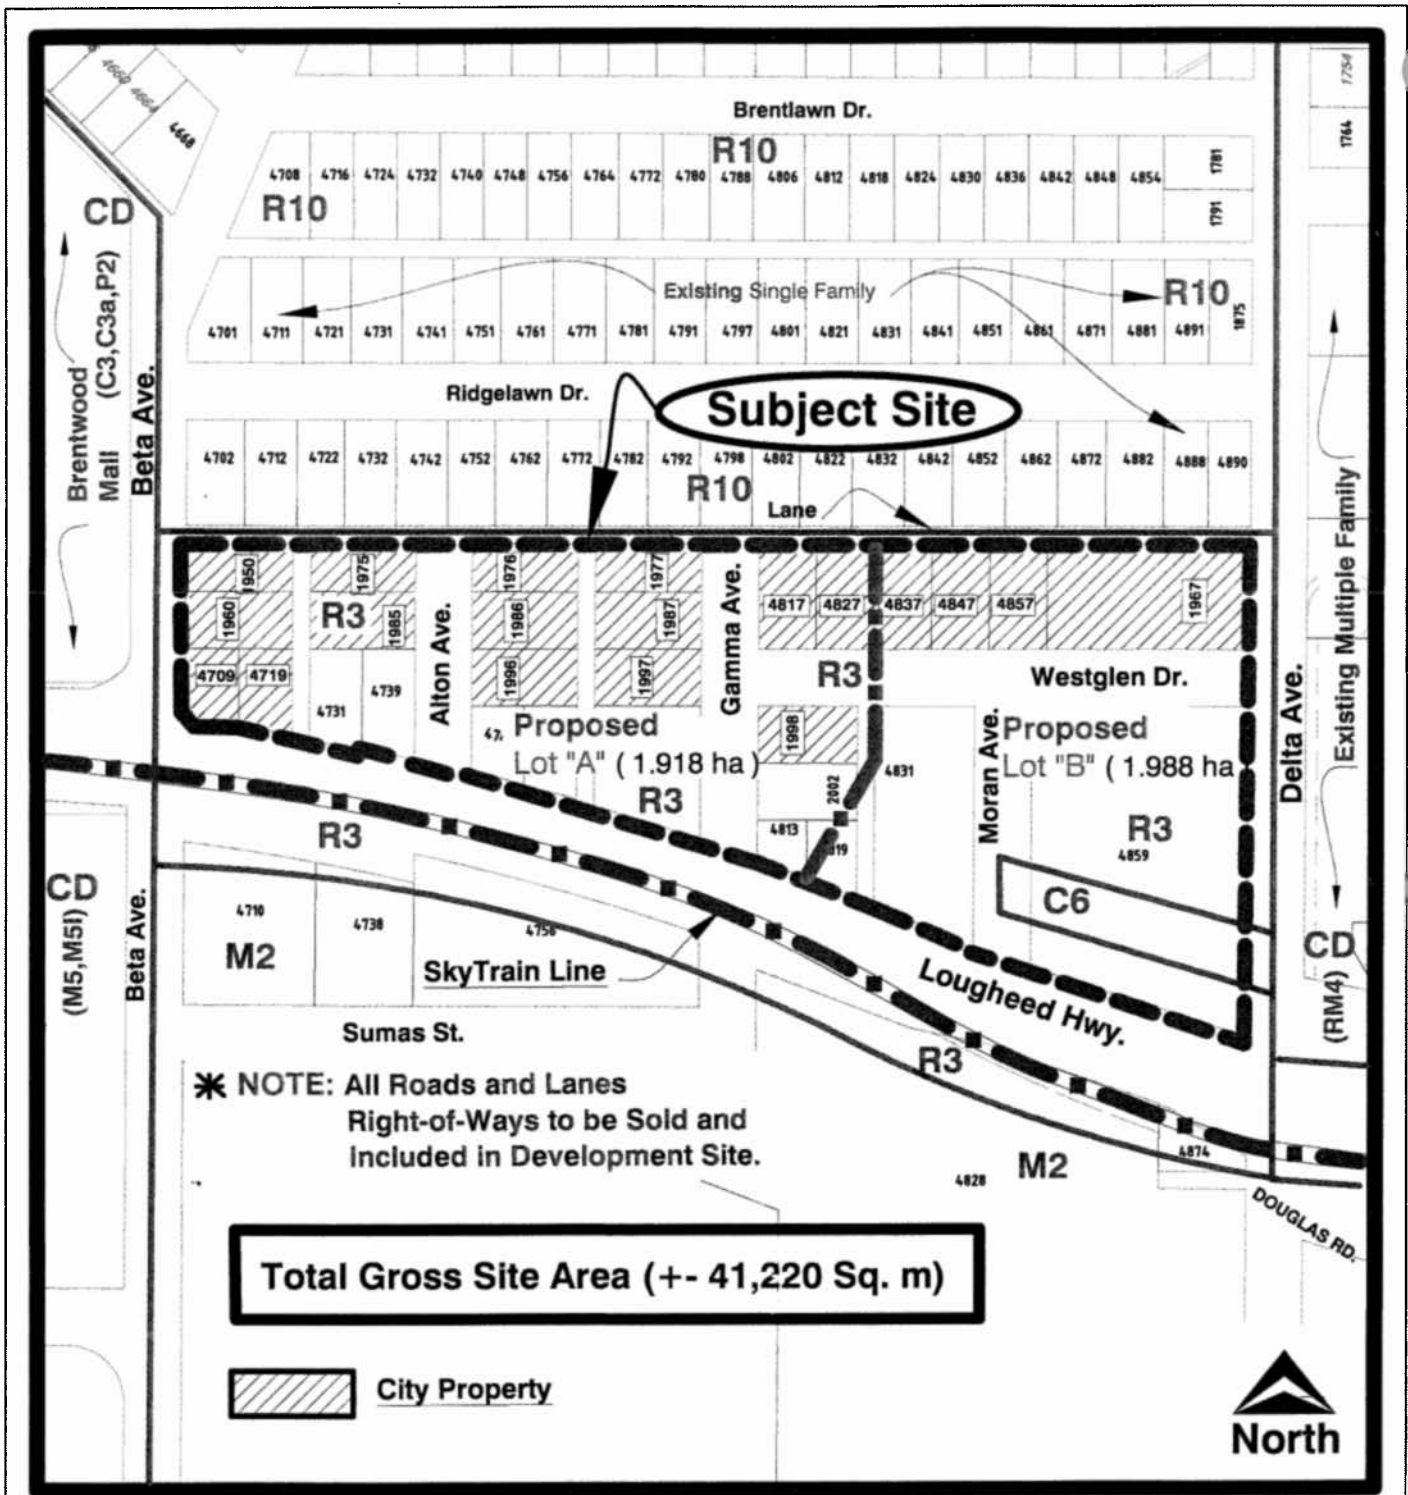 4660
4664
4668
1754
1764
Brentlawn Dr.
R10
4708 4716 4724 4732 4740 4748 4756 4764 4772 4780 4788 4806 4812 4818 4824 4830 4836 4842 4848 4854
1781
1791
R10
CD
(C3,C3a,P2)
Brentwood
Mall
Beta Ave.
Existing Single Family
R10
4701 4711 4721 4731 4741 4751 4761 4771 4781 4791 4797 4801 4821 4831 4841 4851 4861 4871 4881 4891
1875
Ridgelawn Dr.
Subject Site
4702 4712 4722 4732 4742 4752 4762 4772 4782 4792 4798 4802 4822 4832 4842 4852 4862 4872 4882 4888 4890
R10
Lane
Existing Multiple Family
1950 1975 1976 1977
1960 R3 1985 1986 1987
4817 4827 4837 4847 4857 1967
4709 4719
4731
4739
Alton Ave.
1996
1997
Gamma Ave.
R3
Westglen Dr.
Delta Ave.
Proposed
Lot "A" ( 1.918 ha )
R3
1998
2002
4831
4813
Moran Ave.
Proposed
Lot "B" ( 1.988 ha
R3
4859
C6
R3
CD
(M5,M5l)
Beta Ave.
4710
4738
4756
M2
SkyTrain Line
Lougheed Hwy.
CD
(RM4)
Sumas St.
R3
NOTE: All Roads and Lanes
Right-of-Ways to be Sold and
Included in Development Site.
M2
4828
4874
DOUGLAS RD.
Total Gross Site Area (+- 41,220 Sq. m)
City Property
North